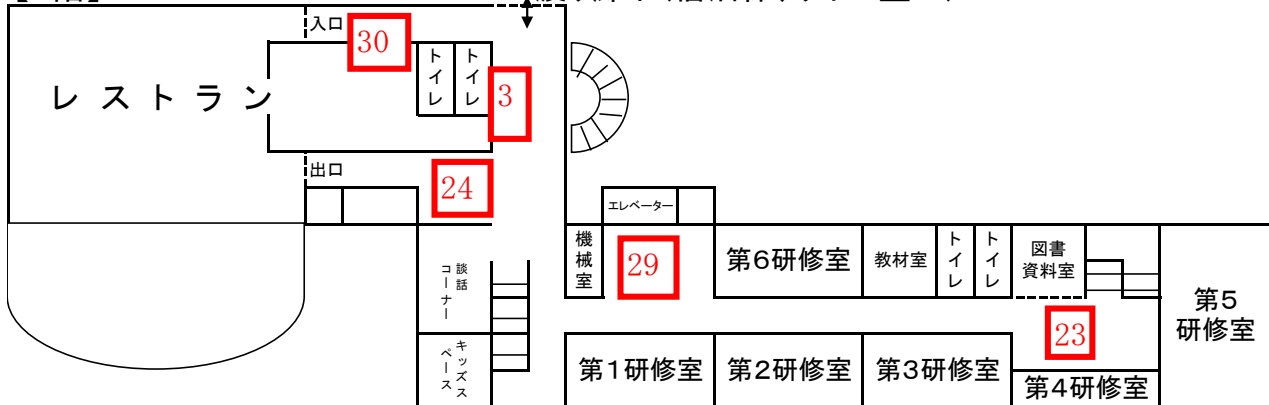 入口
30
トイレ
トイレ
レストラン
3
出口
24
エレベーター
機械室
29
第6研修室
教材室
トイレ
トイレ
図書
資料室
談話
コーナー
第5
研修室
23
キッズス
ペース
第1研修室
第2研修室
第3研修室
第4研修室